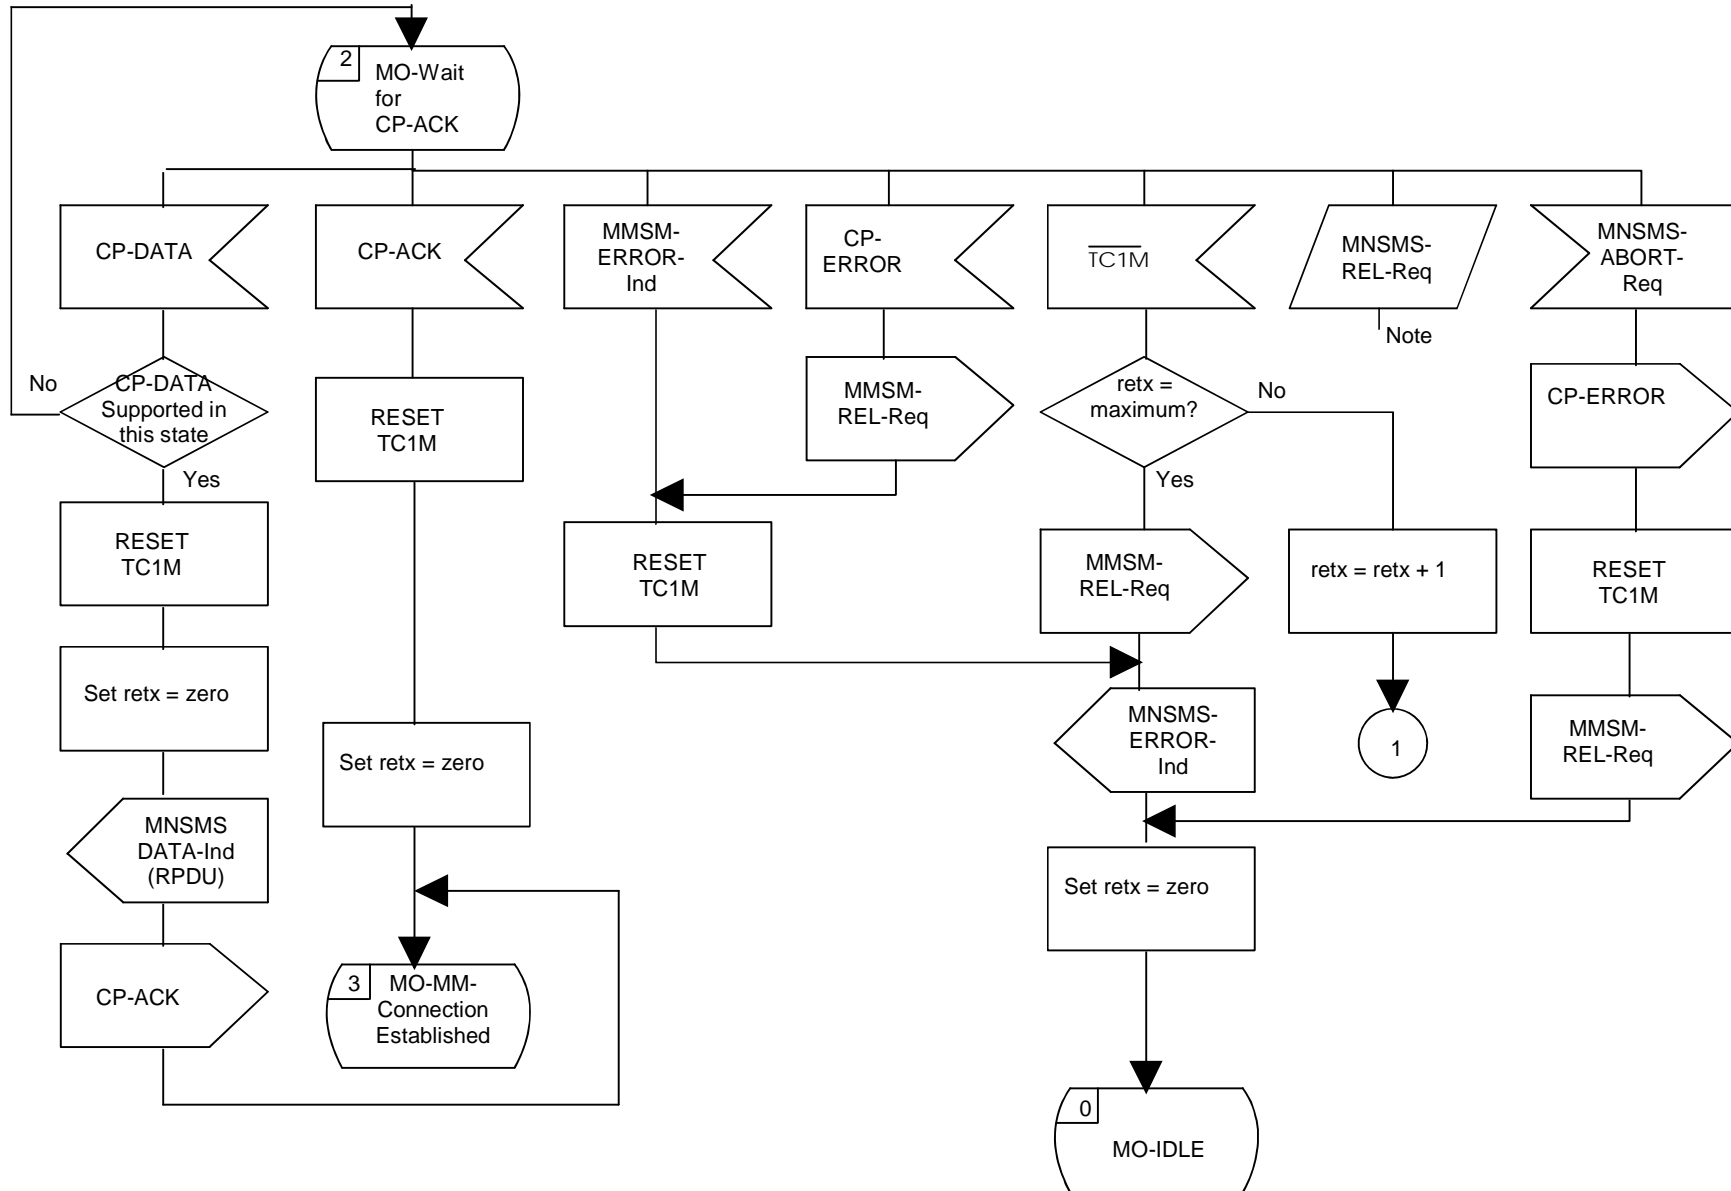 2
MO-Wait
for
CP-ACK
CP-DATA
CP-ACK
MMSM-
ERROR-
Ind
CP-
ERROR
TC1M
MNSMS-
REL-Req
Note
MNSMS-
ABORT-
Req
No
CP-DATA
Supported in
this state
Yes
RESET
TC1M
MMSM-
REL-Req
retx =
maximum?
No
Yes
CP-ERROR
RESET
TC1M
RESET
TC1M
MMSM-
REL-Req
retx = retx + 1
RESET
TC1M
Set retx = zero
Set retx = zero
MNSMS-
ERROR-
Ind
1
MMSM-
REL-Req
MNSMS
DATA-Ind
(RPDU)
Set retx = zero
CP-ACK
3
MO-MM-
Connection
Established
0
MO-IDLE